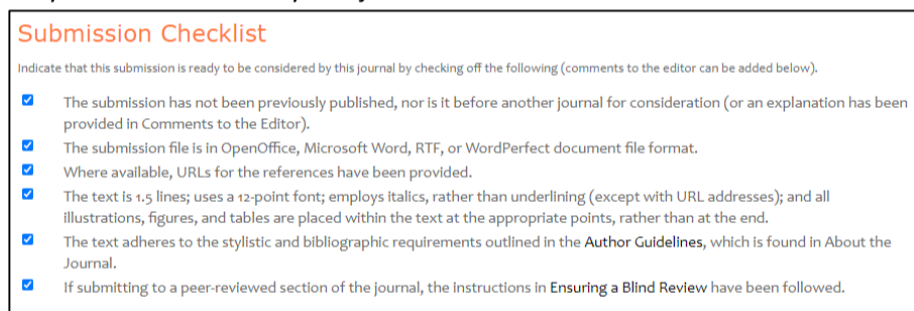 Submission Checklist
Indicate that this submission is ready to be considered by this journal by checking off the following (comments to the editor can be added below).
The submission has not been previously published, nor is it before another journal for consideration (or an explanation has been
provided in Comments to the Editor).
The submission file is in OpenOffice, Microsoft Word, RTF, or WordPerfect document file format.
Where available, URLs for the references have been provided.
The text is 1.5 lines; uses a 12-point font; employs italics, rather than underlining (except with URL addresses); and all
illustrations, figures, and tables are placed within the text at the appropriate points, rather than at the end.
The text adheres to the stylistic and bibliographic requirements outlined in the Author Guidelines, which is found in About the
Journal.
If submitting to a peer-reviewed section of the journal, the instructions in Ensuring a Blind Review have been followed.